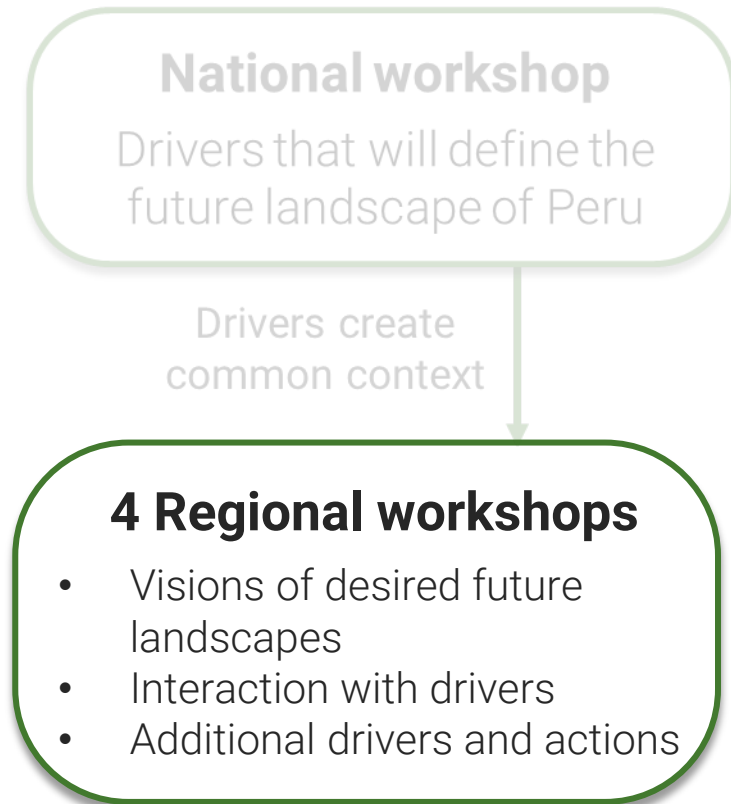 National workshop
Drivers that will define the
future landscape of Peru
Drivers create
common context
4 Regional workshops
• Visions of desired future
landscapes
• Interaction with drivers
• Additional drivers and actions